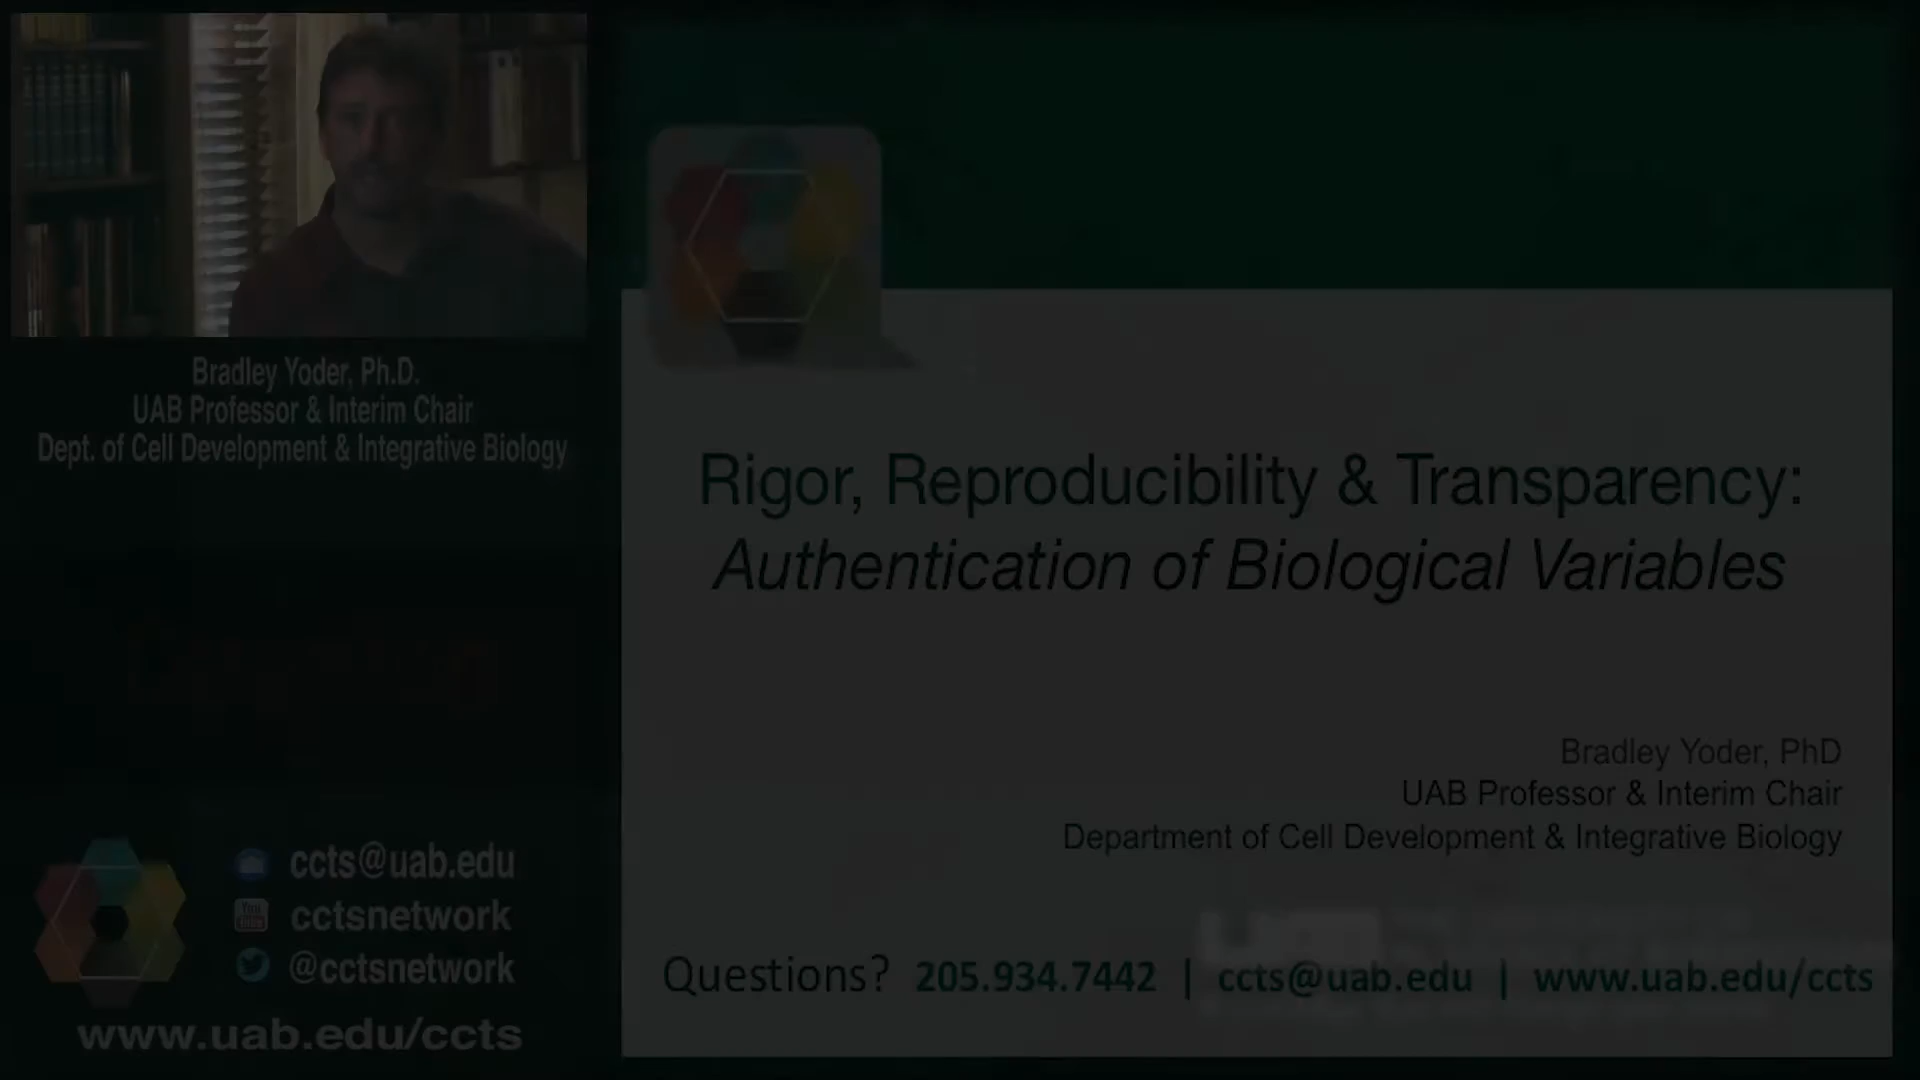 Bradley Yoder, Ph.D.
UAB Professor & Interim Chair
Dept. of Cell Development & Integrative Biology
ccts@uab.edu
You
Tube
cctsnetwork
@cctsnetwork
www.uab.edu/ccts
Rigor, Reproducibility & Transparency:
Authentication of Biological Variables
Bradley Yoder, PhD
UAB Professor & Interim Chair
Department of Cell Development & Integrative Biology
Questions? 205.934.7442 | ccts@uab.edu | www.uab.edu/ccts